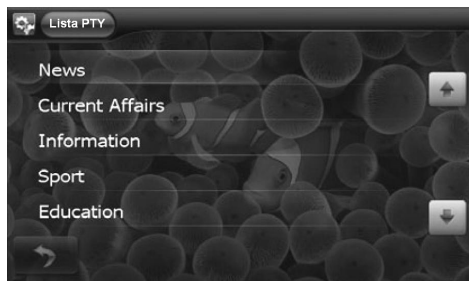 Lista PTY
News
Current Affairs
Information
Sport
Education